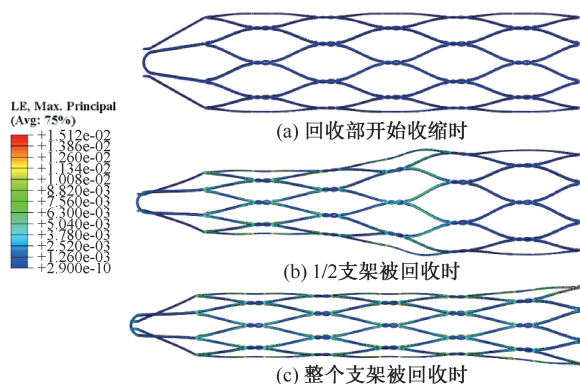 LE, Max. Principal
(Avg: 75%)
+1.512e-02
+1.386e-02
+1.260e-02
+1.134e-02
+1.008e-02
+8.820e-03
+7.560e-03
+6.300e-03
+5.040e-03
+3.780e-03
+2.520e-03
+1.260e-03
+2.900e-10
(a) 回收部开始收缩时
(b) 1/2支架被回收时
(c) 整个支架被回收时